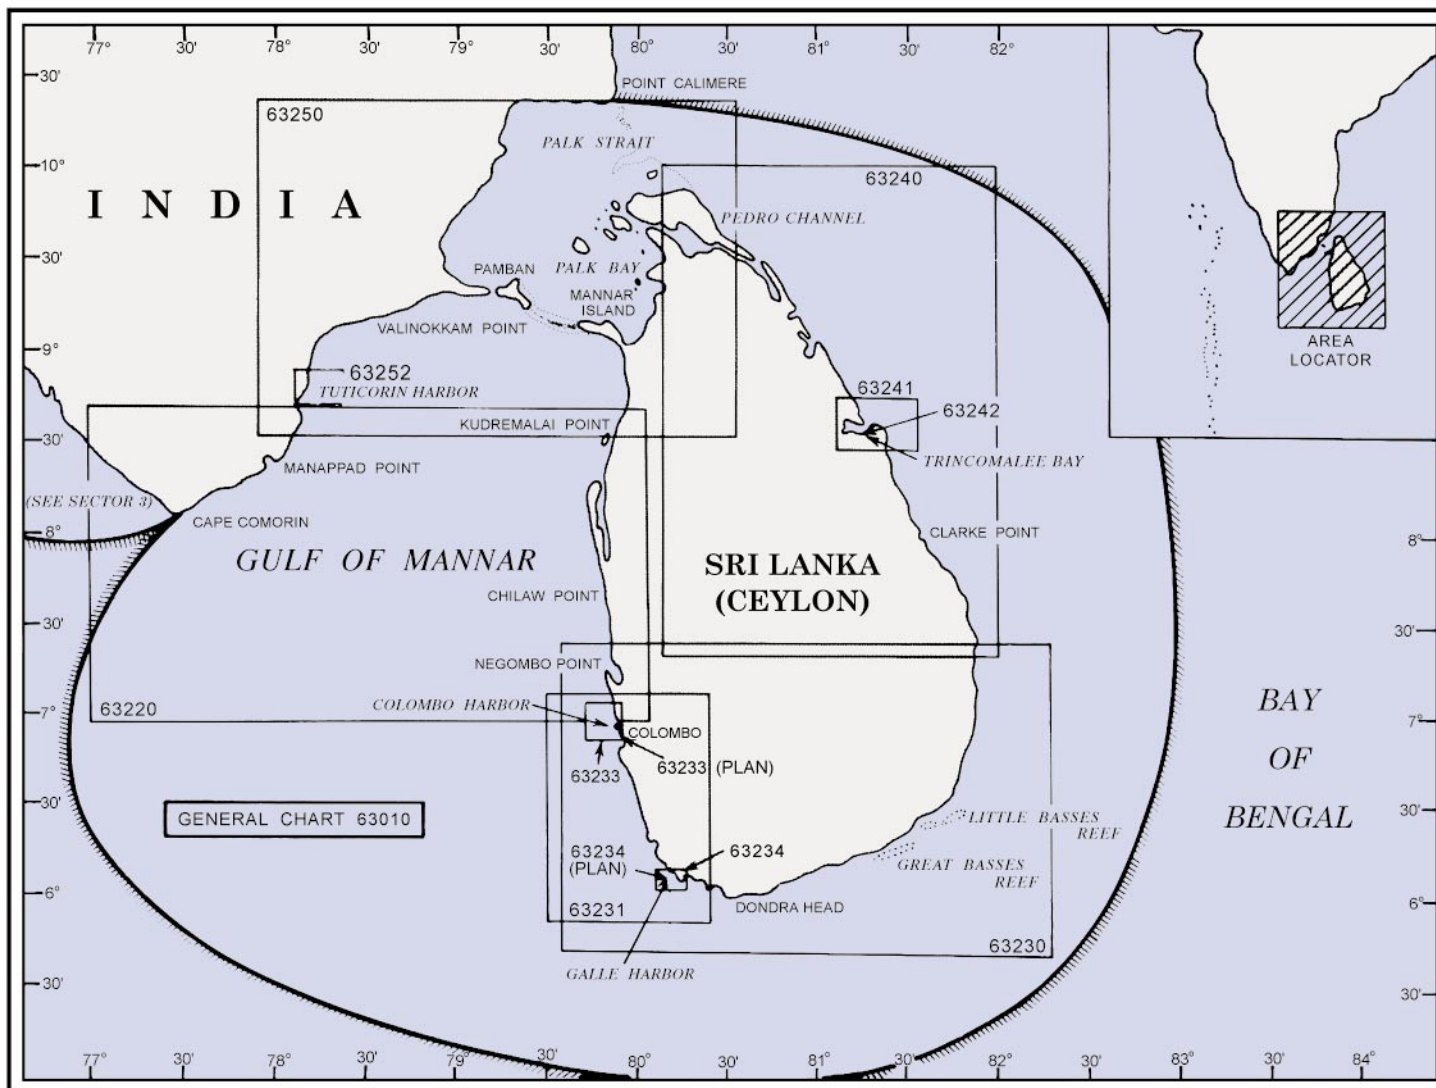 77° 30' 78° 30' 79° 30' 80° 30' 81° 30' 82°
30'
POINT CALIMERE
63250
PALK STRAIT
10°
63240
INDIA
PEDRO CHANNEL
30'
PAMBAN
PALK BAY
MANNAR
ISLAND
VALINOKKAM POINT
AREA
LOCATOR
9°
63252
TUTICORIN HARBOR
63241
63242
KUDREMALAI POINT
30'
MANAPPAD POINT
TRINCOMALEE BAY
(SEE SECTOR 3)
CAPE COMORIN
8°
CLARKE POINT
8°
GULF OF MANNAR
SRI LANKA
(CEYLON)
CHILAW POINT
30'
30'
NEGOMBO POINT
63220
COLOMBO HARBOR
7°
COLOMBO
7°
BAY
OF
BENGAL
63233
63233 (PLAN)
30'
30'
GENERAL CHART 63010
LITTLE BASSES
REEF
63234
(PLAN)
63234
GREAT BASSES
REEF
6°
6°
63231
DONDRA HEAD
63230
GALLE HARBOR
30'
30'
77° 30' 78° 30' 79° 30' 80° 30' 81° 30' 82° 30' 83° 30' 84°